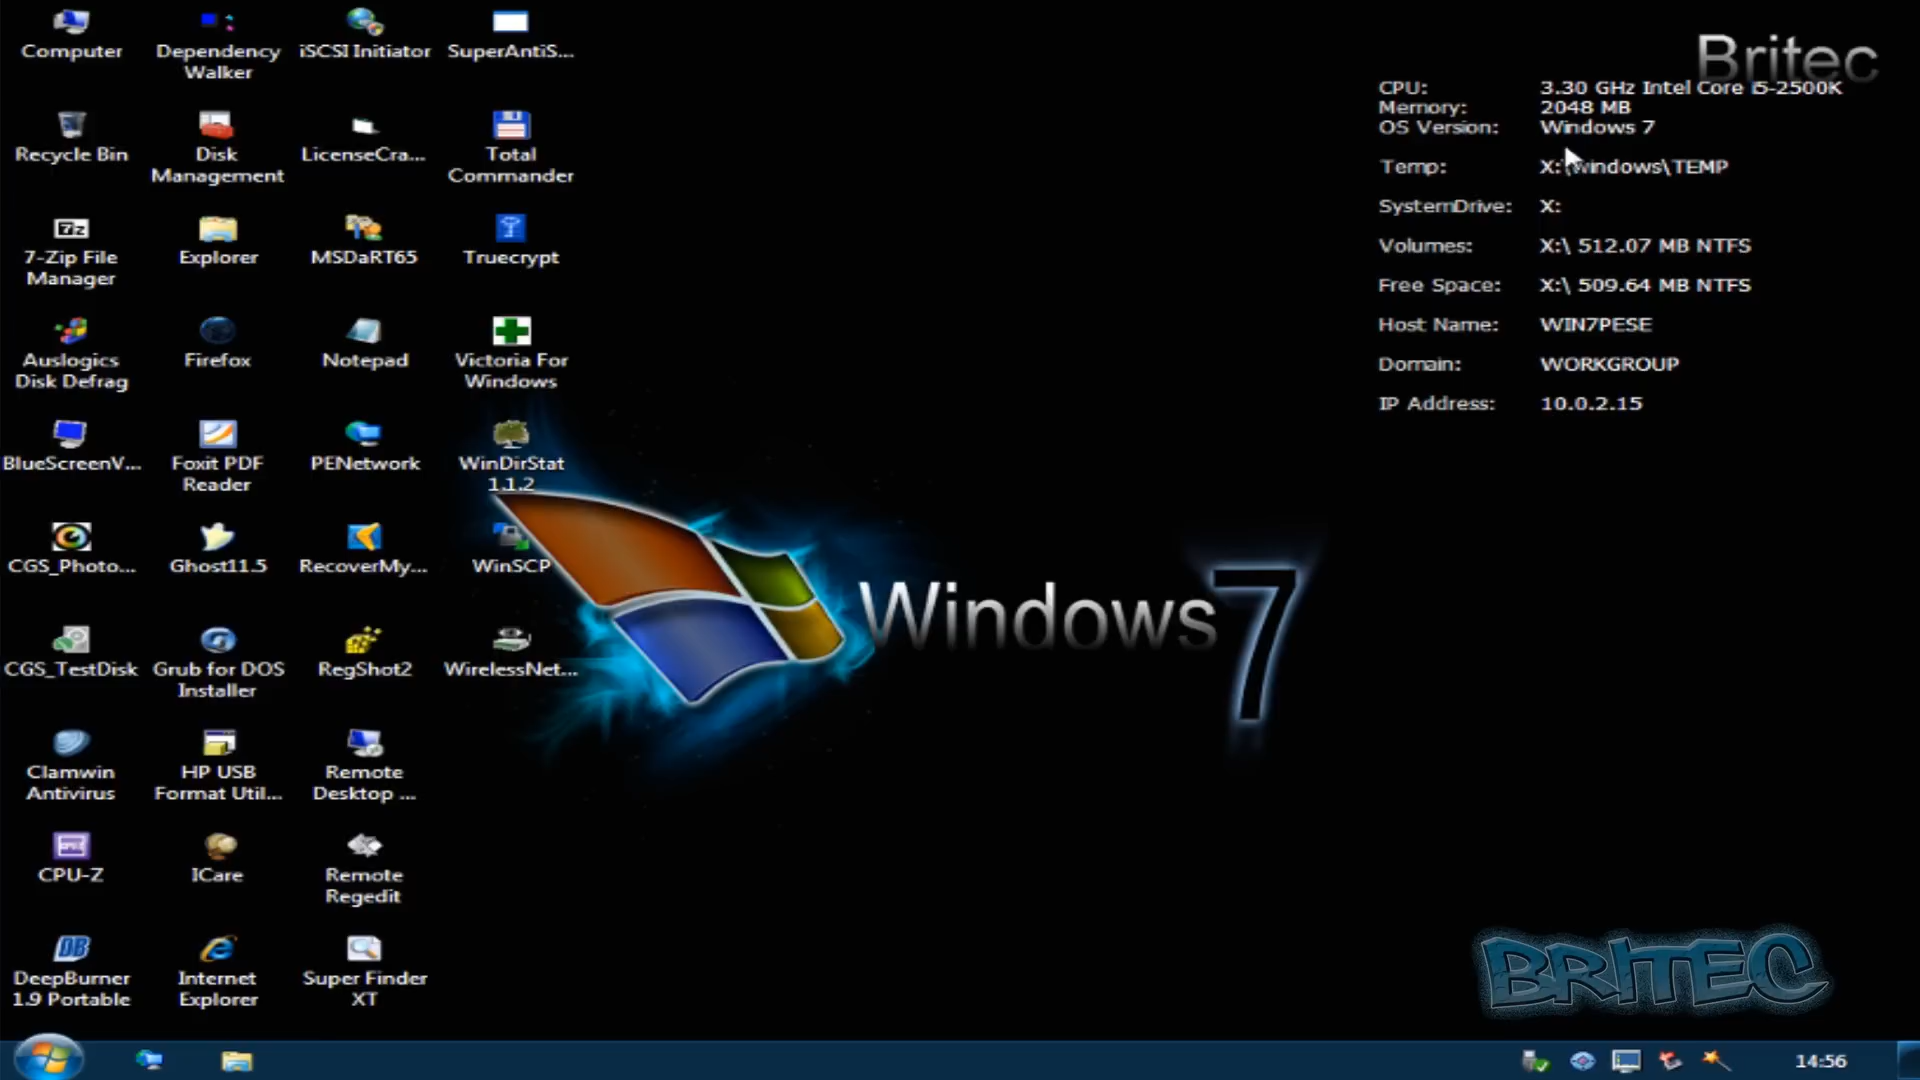 Computer
Dependency
Walker
iSCSI Initiator
SuperAntiS...
Recycle Bin
Disk
Management
LicenseCra...
Total
Commander
7-Zip File
Manager
Explorer
MSDaRT65
Truecrypt
Auslogics
Disk Defrag
Firefox
Notepad
Victoria For
Windows
BlueScreenV...
Foxit PDF
Reader
PENetwork
WinDirStat
1.1.2
CGS_Photo...
Ghost11.5
RecoverMy...
WinSCP
CGS_TestDisk
Grub for DOS
Installer
RegShot2
WirelessNet...
Clamwin
Antivirus
HP USB
Format Util...
Remote
Desktop ...
CPU-Z
ICare
Remote
Regedit
DeepBurner
1.9 Portable
Internet
Explorer
Super Finder
XT
Britec
CPU: 3.30 GHz Intel Core i5-2500K
Memory: 2048 MB
OS Version: Windows 7
Temp: X:\windows\TEMP
SystemDrive: X:
Volumes: X:\ 512.07 MB NTFS
Free Space: X:\ 509.64 MB NTFS
Host Name: WIN7PESE
Domain: WORKGROUP
IP Address: 10.0.2.15
Windows 7
BRITEC
14:56